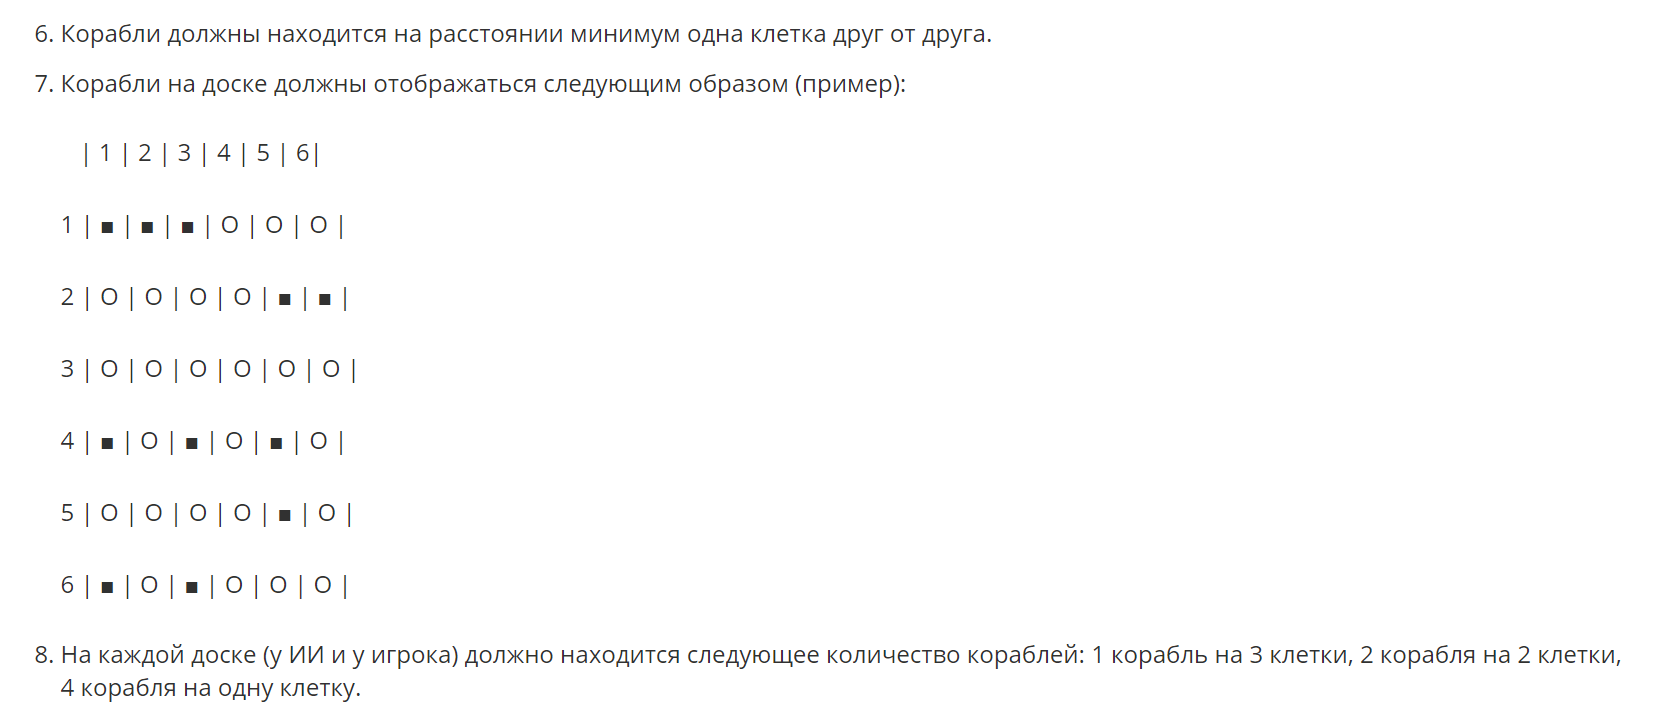 6. Корабли должны находится на расстоянии минимум одна клетка друг от друга.
7. Корабли на доске должны отображаться следующим образом (пример):
| 1 | 2 | 3 | 4 | 5 | 6|
1 | ■ | ■ | ■ | О | О | О |
2 | О | О | О | О | ■ | ■ |
3 | О | О | О | О | О | О |
4 | ■ | О | ■ | О | ■ | О |
5 | О | О | О | О | ■ | О |
6 | ■ | О | ■ | О | О | О |
8. На каждой доске (у ИИ и у игрока) должно находится следующее количество кораблей: 1 корабль на 3 клетки, 2 корабля на 2 клетки,
4 корабля на одну клетку.